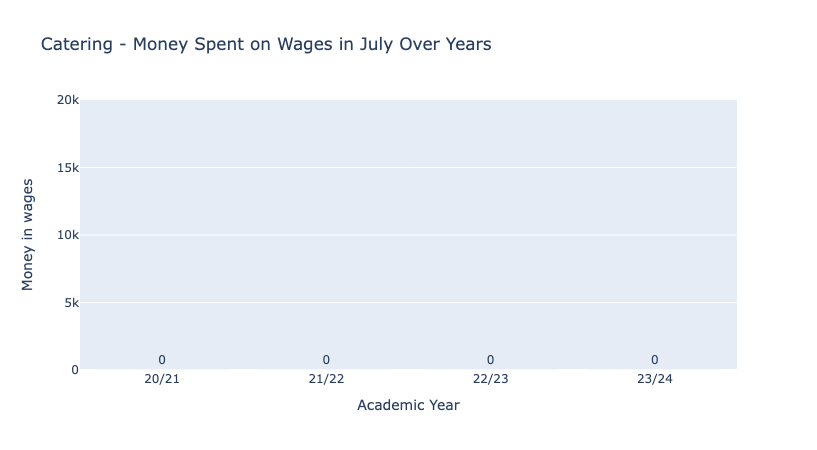 Catering - Money Spent on Wages in July Over Years
20k
15k
10k
5k
0
Money in wages
0 0 0 0
20/21 21/22 22/23 23/24
Academic Year